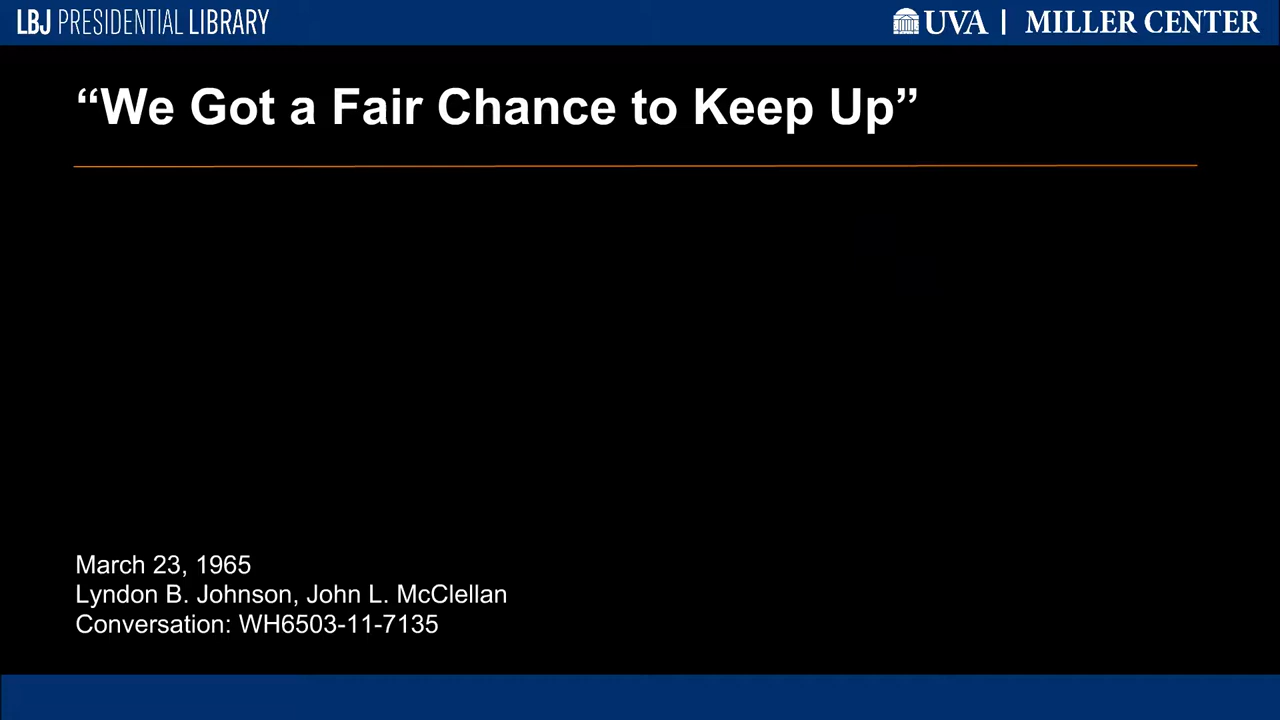 LBJ PRESIDENTIAL LIBRARY
UVA | MILLER CENTER
“We Got a Fair Chance to Keep Up”
March 23, 1965
Lyndon B. Johnson, John L. McClellan
Conversation: WH6503-11-7135